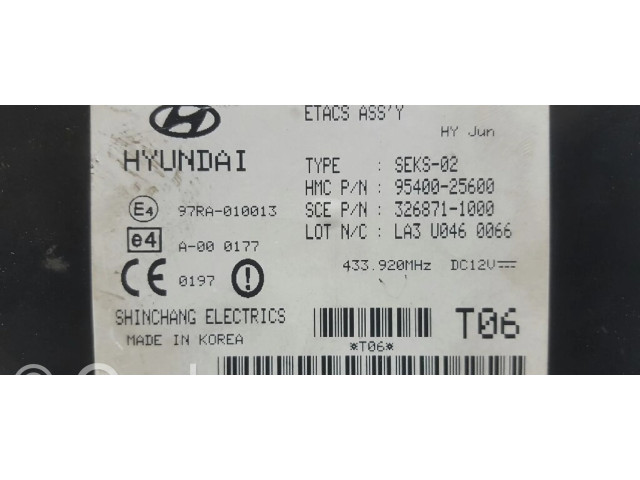 ETACS ASS'Y
HY Jun
HYUNDAI
TYPE : SEKS-02
HMC P/N : 95400-25600
E4 97RA-010013
SCE P/N : 326871-1000
e4 A-00 0177
LOT N/C : LA3 U046 0066
CE 0197
433.920MHz DC12V
SHINCHANG ELECTRICS
T06
MADE IN KOREA
*T06*